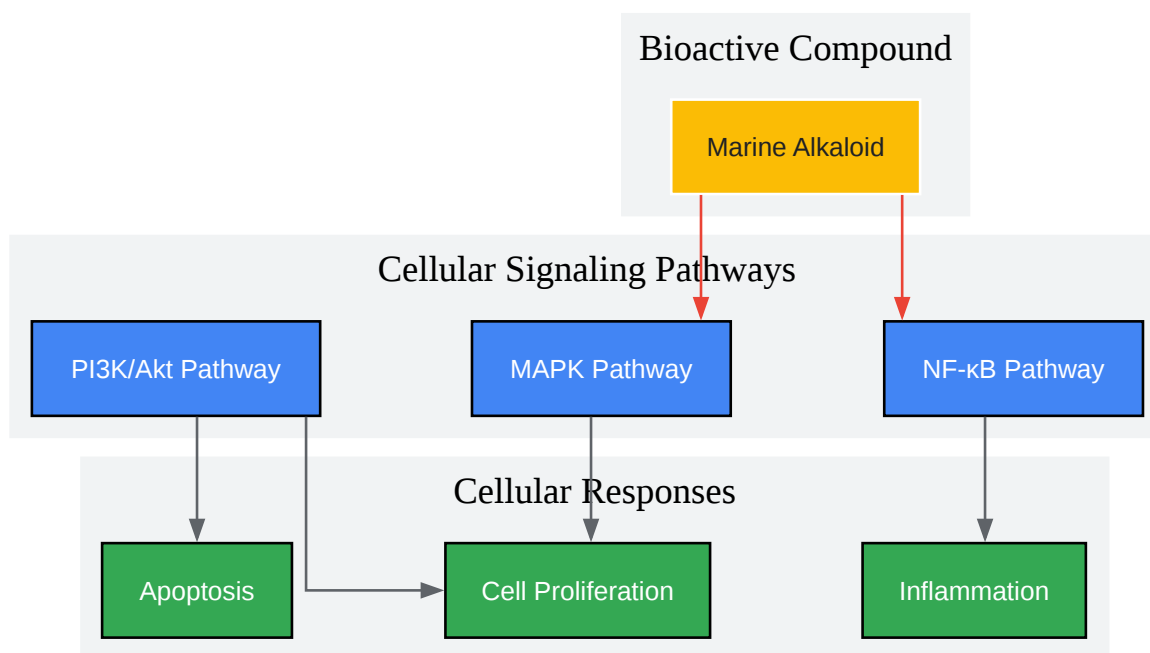 Bioactive Compound
Marine Alkaloid
Cellular Signaling Pathways
PI3K/Akt Pathway
MAPK Pathway
NF-κB Pathway
Cellular Responses
Apoptosis
Cell Proliferation
Inflammation